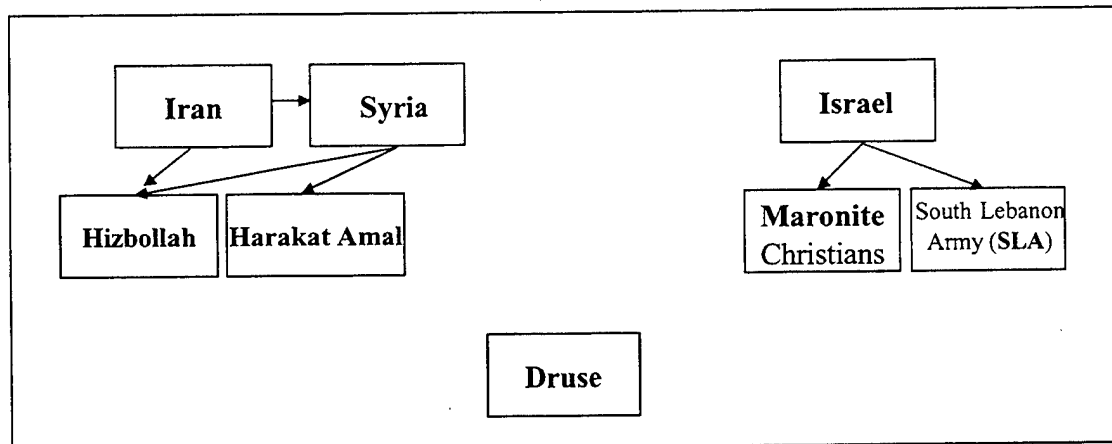 Iran
Syria
Israel
Hizbollah
Harakat Amal
Maronite
Christians
South Lebanon
Army (SLA)
Druse